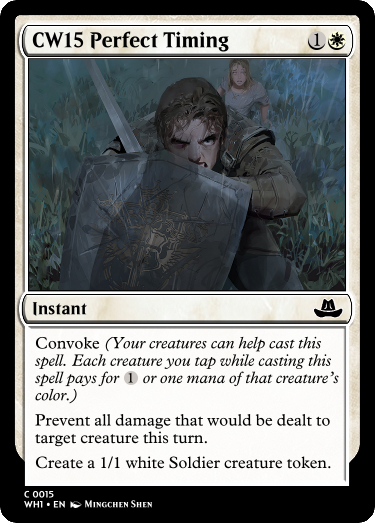 CW15 Perfect Timing 1
Instant
Convoke (Your creatures can help cast this
spell. Each creature you tap while casting this
spell pays for 1 or one mana of that creature's
color.)
Prevent all damage that would be dealt to
target creature this turn.
Create a 1/1 white Soldier creature token.
C 0015
WH1 • EN Mingchen Shen